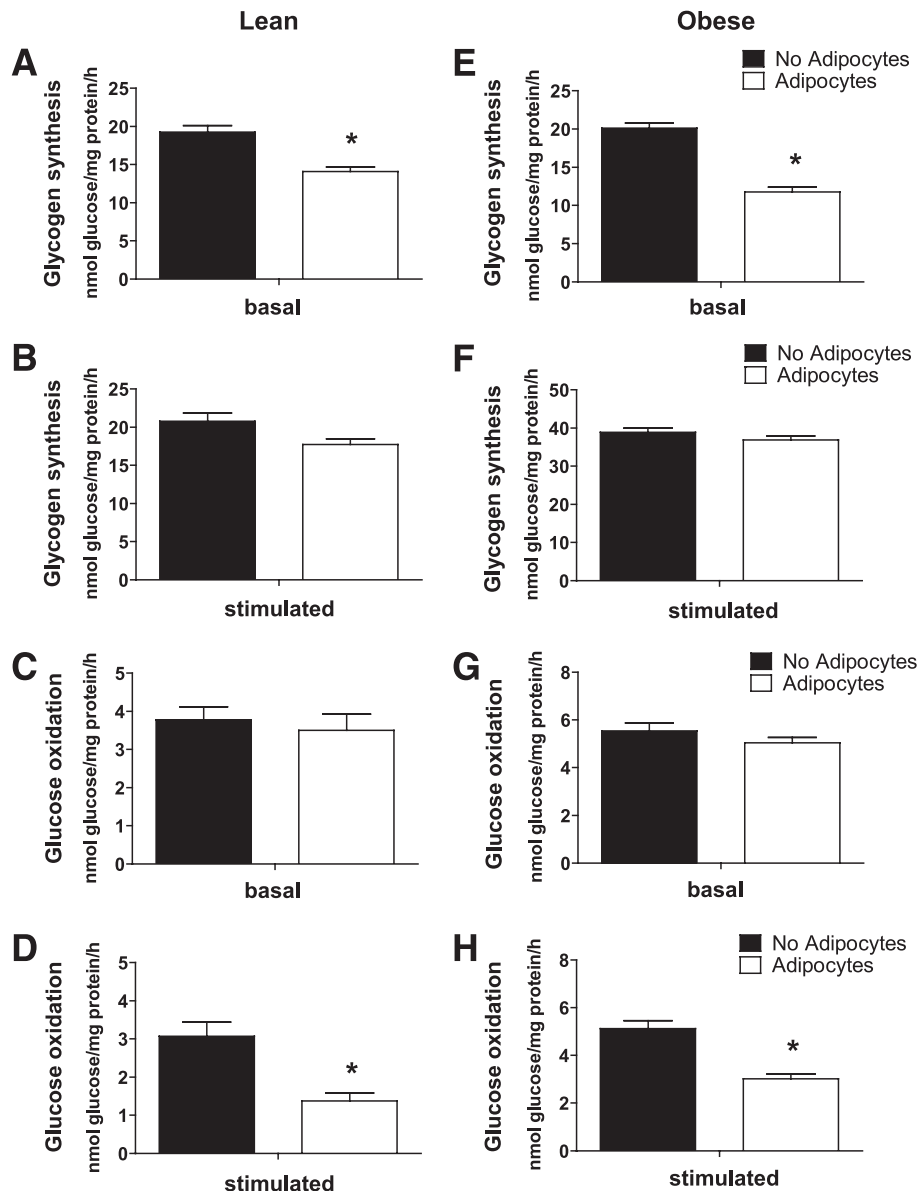 Lean
Obese
A
Glycogen synthesis
nmol glucose/mg protein/h
25
20
15
10
5
0
*
basal
E
No Adipocytes
Adipocytes
Glycogen synthesis
nmol glucose/mg protein/h
25
20
15
10
5
0
*
basal
B
Glycogen synthesis
nmol glucose/mg protein/h
25
20
15
10
5
0
stimulated
F
No Adipocytes
Adipocytes
Glycogen synthesis
nmol glucose/mg protein/h
50
40
30
20
10
0
stimulated
C
Glucose oxidation
nmol glucose/mg protein/h
5
4
3
2
1
0
basal
G
No Adipocytes
Adipocytes
Glucose oxidation
nmol glucose/mg protein/h
8
6
4
2
0
basal
D
Glucose oxidation
nmol glucose/mg protein/h
5
4
3
2
1
0
*
stimulated
H
No Adipocytes
Adipocytes
Glucose oxidation
nmol glucose/mg protein/h
8
6
4
2
0
*
stimulated